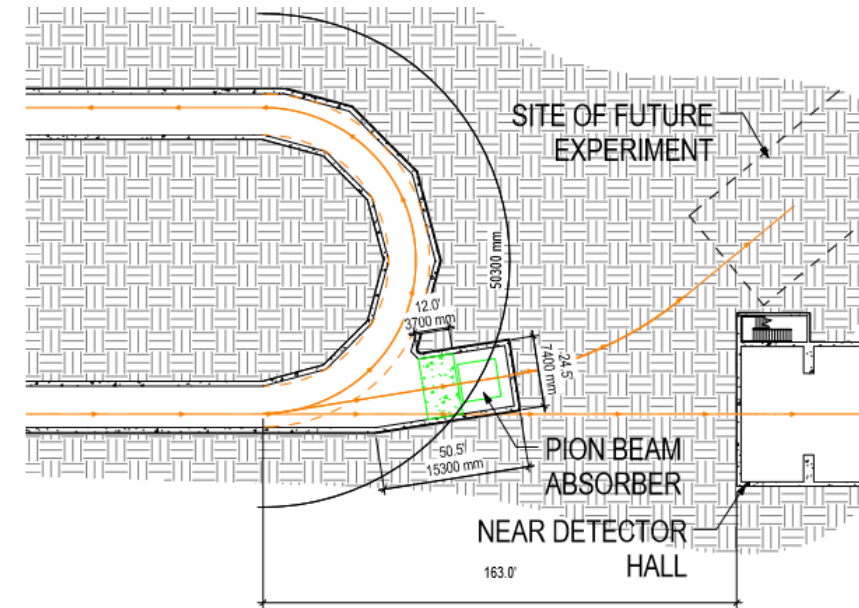 SITE OF FUTURE
EXPERIMENT
50300 mm
12.0'
3700 mm
24.5'
7400 mm
50.5'
15300 mm
PION BEAM
ABSORBER
NEAR DETECTOR
HALL
163.0'